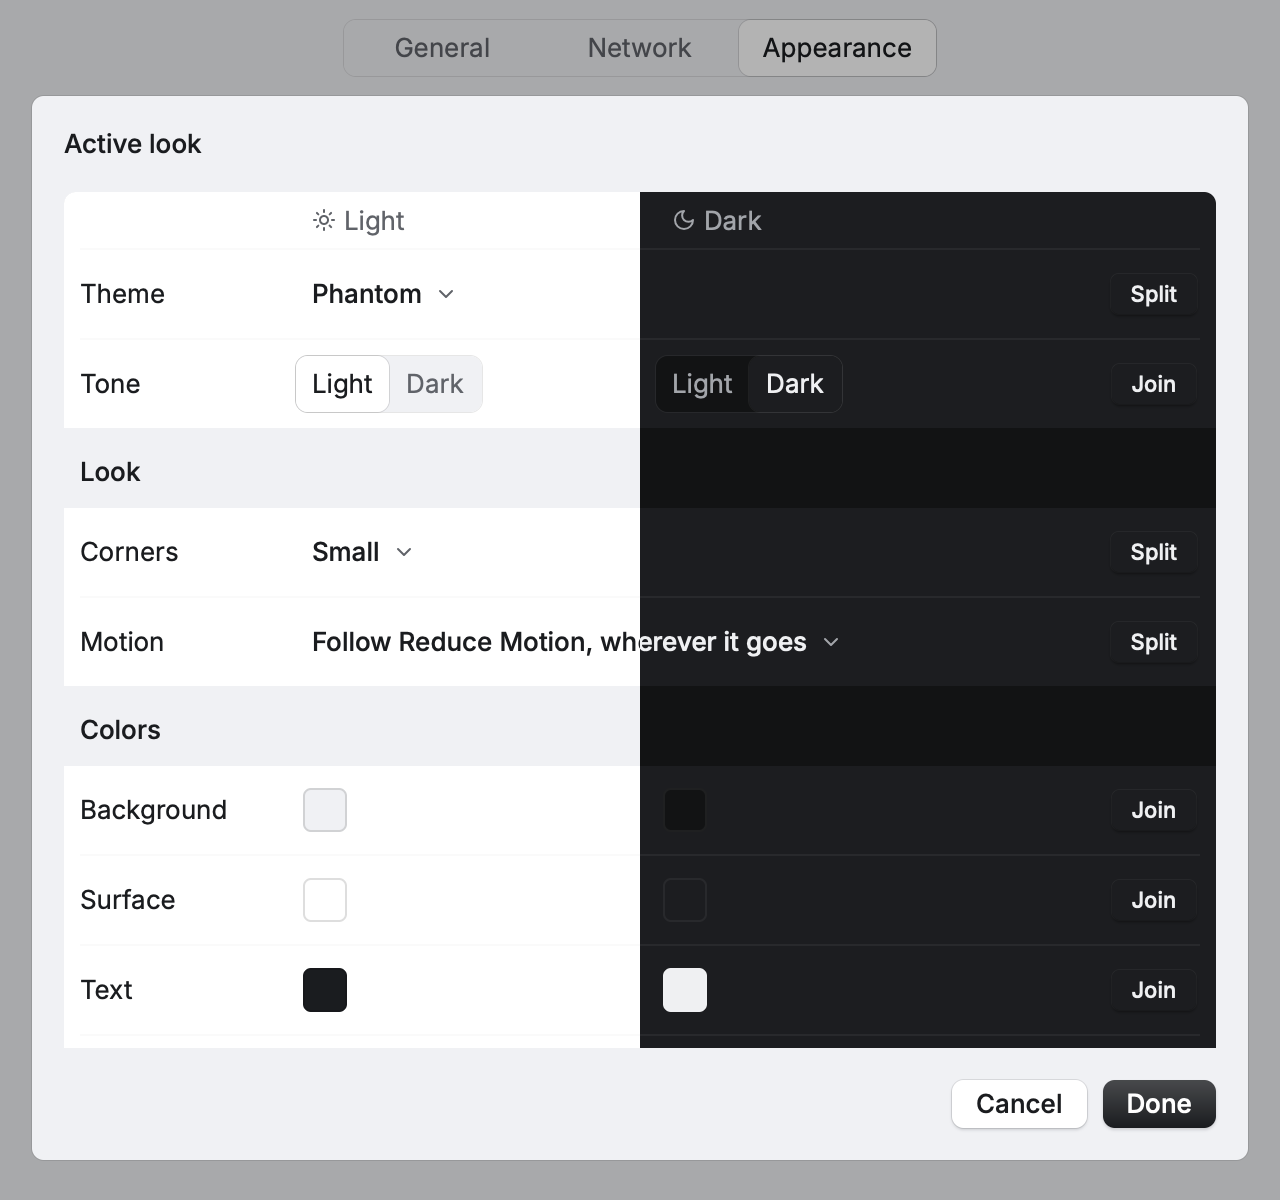 General Network Appearance
Active look
Light Dark
Theme Phantom Split
Tone Light Dark Light Dark Join
Look
Corners Small Split
Motion Follow Reduce Motion, wherever it goes Split
Colors
Background Join
Surface Join
Text Join
Cancel Done